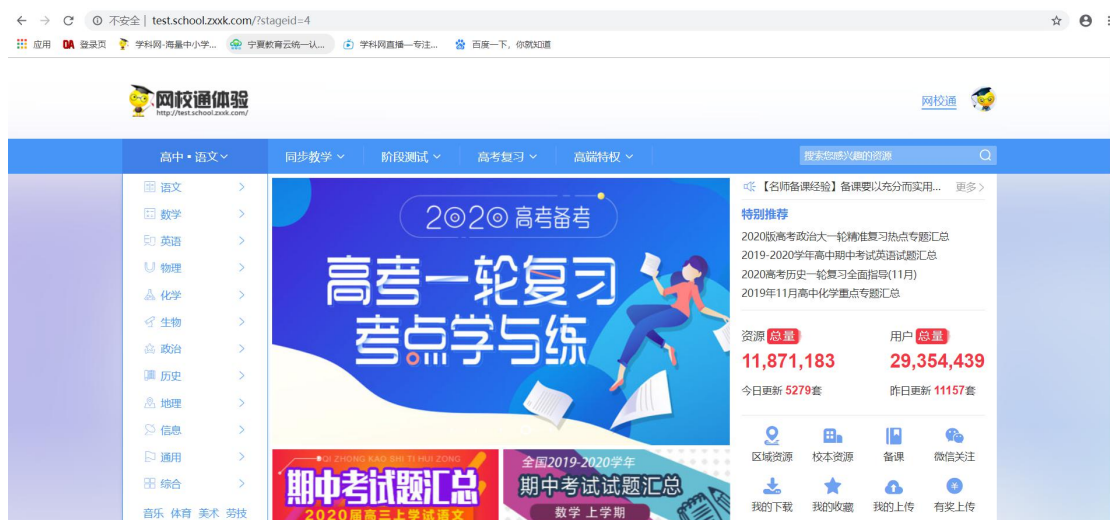 不安全 | test.school.zxxk.com/?stageid=4
应用 登录页 学科网-海量中小学... 宁夏教育云统一认... 学科网直播—专注... 百度一下，你就知道
网校通体验
http://test.school.zxxk.com/
网校通
高中•语文 同步教学 阶段测试 高考复习 高端特权 搜索您感兴趣的资源
语文
数学
英语
物理
化学
生物
政治
历史
地理
信息
通用
综合
音乐 体育 美术 劳技
2020 高考备考
高考一轮复习
考点学与练
QI ZHONG KAO SHI TI HUI ZONG
期中考试题汇总
2020届高三上学试语文
全国2019-2020学年
期中考试试题汇总
数学 上学期
【名师备课经验】备课要以充分而实用... 更多
特别推荐
2020版高考政治大一轮精准复习热点专题汇总
2019-2020学年高中期中考试英语试题汇总
2020高考历史一轮复习全面指导(11月)
2019年11月高中化学重点专题汇总
资源 总量 用户 总量
11,871,183 29,354,439
今日更新 5279套 昨日更新 11157套
区域资源 校本资源 备课 微信关注
我的下载 我的收藏 我的上传 有奖上传